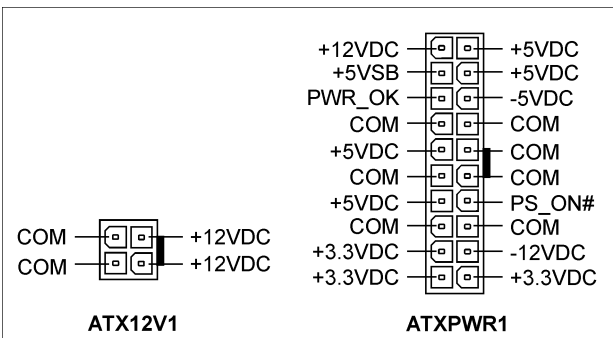 +12VDC +5VDC
+5VSB +5VDC
PWR_OK -5VDC
COM COM
+5VDC COM
COM COM
+5VDC PS_ON#
COM COM
+3.3VDC -12VDC
+3.3VDC +3.3VDC
COM +12VDC
COM +12VDC
ATX12V1 ATXPWR1